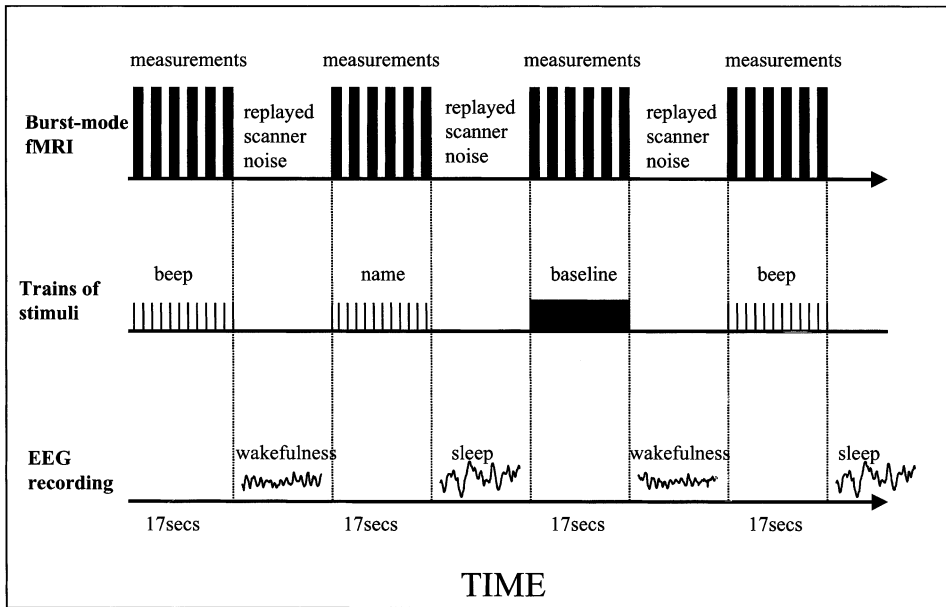 measurements measurements measurements measurements
Burst-mode
fMRI
replayed
scanner
noise
replayed
scanner
noise
replayed
scanner
noise
Trains of
stimuli
beep name baseline beep
EEG
recording
wakefulness sleep wakefulness sleep
17secs 17secs 17secs 17secs
TIME